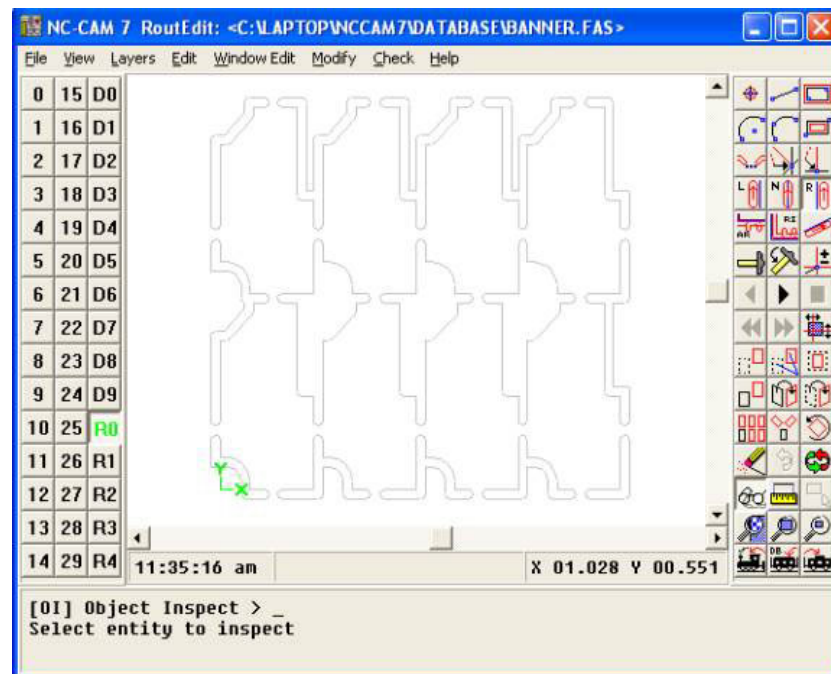 NC-CAM 7 RoutEdit: <C:\LAPTOP\NCCAM7\DATABASE\BANNER.FAS>
File View Layers Edit Window Edit Modify Check Help
0 15 D0
1 16 D1
2 17 D2
3 18 D3
4 19 D4
5 20 D5
6 21 D6
7 22 D7
8 23 D8
9 24 D9
10 25 R0
11 26 R1
12 27 R2
13 28 R3
14 29 R4
L N R
AR RI
DB
Y
X
11:35:16 am X 01.028 Y 00.551
[OI] Object Inspect > _
Select entity to inspect